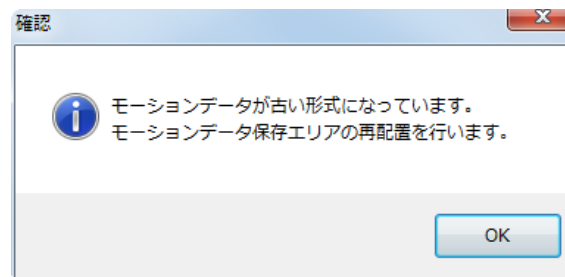 確認
モーションデータが古い形式になっています。
モーションデータ保存エリアの再配置を行います。
OK